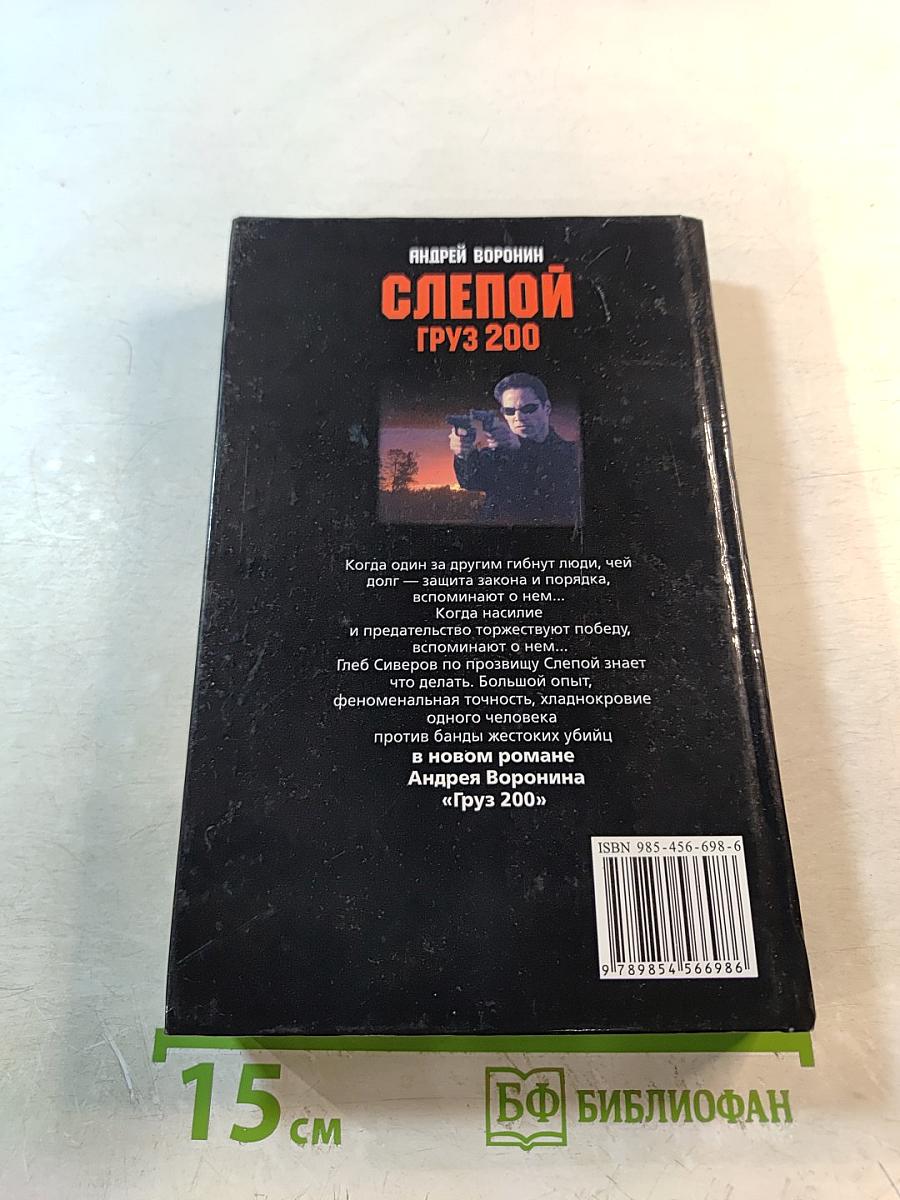 АНДРЕЙ ВОРОНИН
СЛЕПОЙ
ГРУЗ 200
Когда один за другим гибнут люди, чей
долг — защита закона и порядка,
вспоминают о нем...
Когда насилие
и предательство торжествуют победу,
вспоминают о нем...
Глеб Сиверов по прозвищу Слепой знает
что делать. Большой опыт,
феноменальная точность, хладнокровие
одного человека
против банды жестоких убийц
в новом романе
Андрея Воронина
«Груз 200»
ISBN 985-456-698-6
9 789854 566986
15 см
БФ БИБЛИОФАН